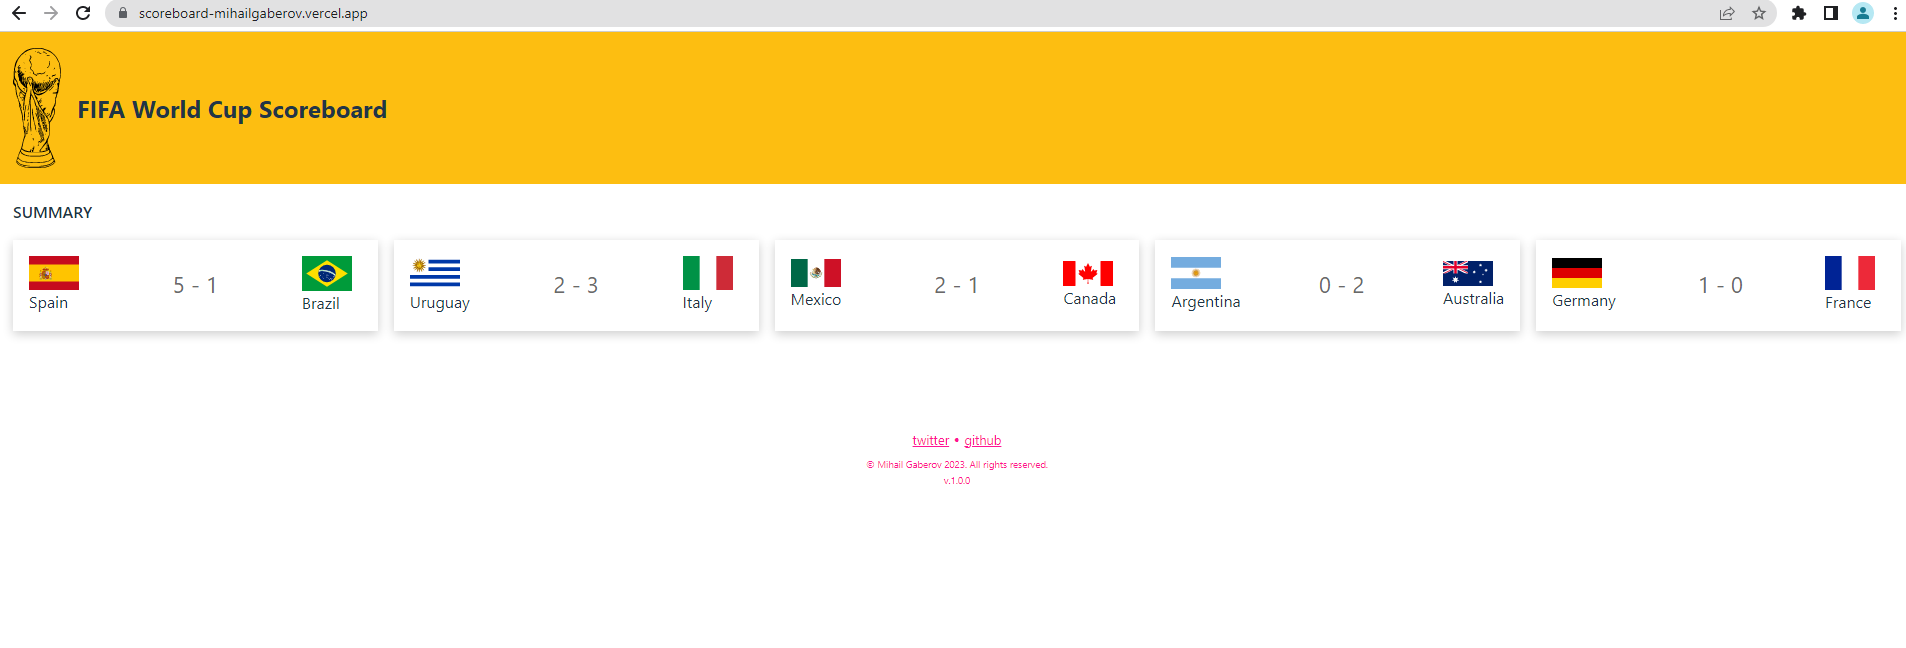 scoreboard-mihailgaberov.vercel.app
FIFA World Cup Scoreboard
SUMMARY
Spain 5 - 1 Brazil
Uruguay 2 - 3 Italy
Mexico 2 - 1 Canada
Argentina 0 - 2 Australia
Germany 1 - 0 France
twitter • github
© Mihail Gaberov 2023. All rights reserved.
v.1.0.0